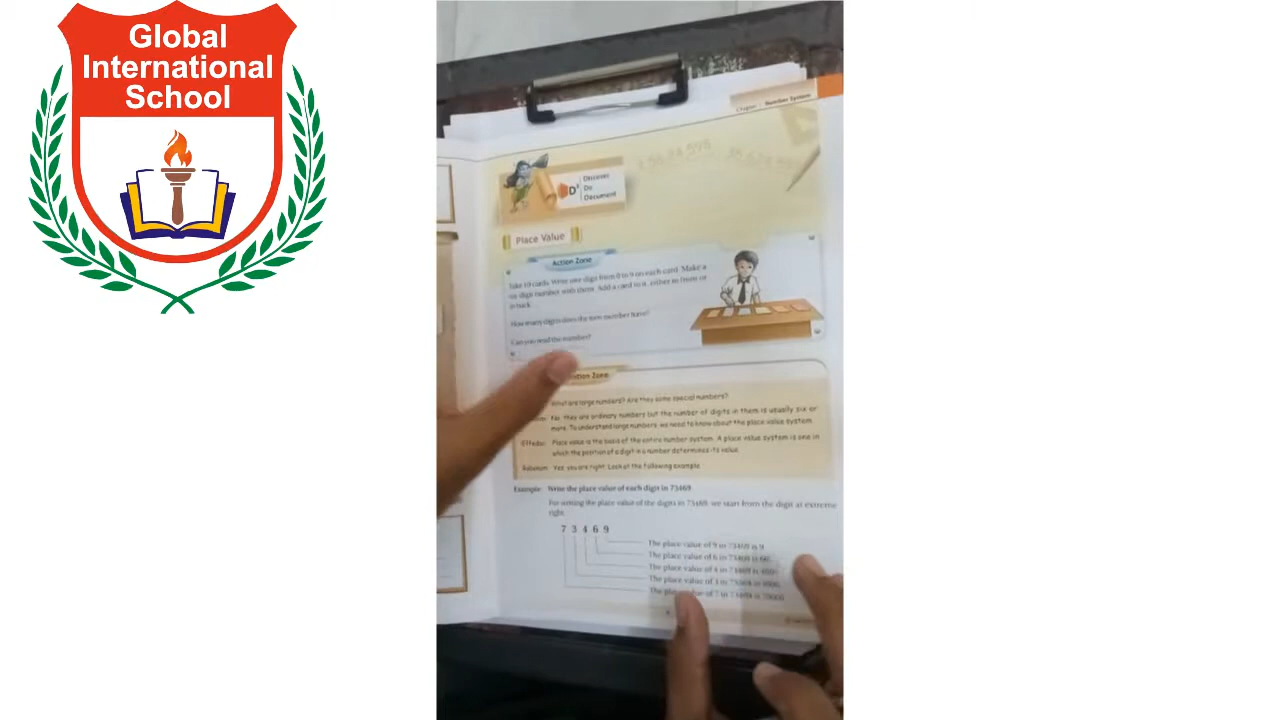 Global
International
School
Chapter Number System
D³
Discover
Do
Document
Place Value
Action Zone
Take 10 cards. Write one digit from 0 to 9 on each card. Make a
digit number with them. Add a card to it, either in front or
How many digits does the new number have?
Can you read the number?
Zone
What are large numbers? Are they some special numbers?
No, they are ordinary numbers but the number of digits in them is usually six or
more. To understand large numbers, we need to know about the place value system.
Place value is the basis of the entire number system. A place value system is one in
which the position of a digit in a number determines its value.
Yes, you are right. Look at the following example.
Example: Write the place value of each digit in 73469.
For writing the place value of the digits in 73469, we start from the digit at extreme
right.
7 3 4 6 9
The place value of 9 in 73469 is 9.
The place value of 6 in 73469 is 60.
The place value of 4 in 73469 is 400.
The place value of 3 in 73469 is 3000.
The place value of 7 in 73469 is 70000.